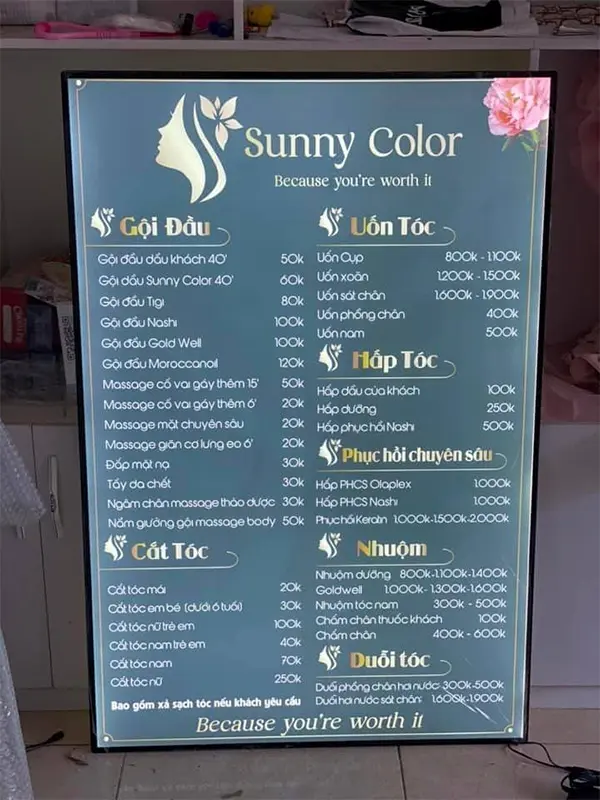 Sunny Color
Because you're worth it
Gội Đầu
Gội đầu dầu khách 40' 50k
Gội dầu Sunny Color 40' 60k
Gội đầu Tigi 80k
Gội đầu Nashi 100k
Gội đầu Gold Well 100k
Gội đầu Moroccanoil 120k
Massage cổ vai gáy thêm 15' 50k
Massage cổ vai gáy thêm 6' 20k
Massage mặt chuyên sâu 20k
Massage giãn cơ lưng eo 6' 20k
Đắp mặt nạ 30k
Tẩy da chết 30k
Ngâm chân massage thảo dược 30k
Nằm giường gội massage body 50k
Cắt Tóc
Cắt tóc mái 20k
Cắt tóc em bé (dưới 6 tuổi) 30k
Cắt tóc nữ trẻ em 100k
Cắt tóc nam trẻ em 40k
Cắt tóc nam 70k
Cắt tóc nữ 250k
Bao gồm xả sạch tóc nếu khách yêu cầu
Uốn Tóc
Uốn Cụp 800k - 1.100k
Uốn xoăn 1.200k - 1.500k
Uốn sát chân 1.600k - 1.900k
Uốn phồng chân 400k
Uốn nam 500k
Hấp Tóc
Hấp dầu của khách 100k
Hấp dưỡng 250k
Hấp phục hồi Nashi 500k
Phục hồi chuyên sâu
Hấp PHCS Olaplex 1.000k
Hấp PHCS Nashi 1.000k
Phục hồi Keratin 1.000k-1.500k-2.000k
Nhuộm
Nhuộm dưỡng 800k-1.100k-1.400k
Goldwell 1.000k- 1.300k-1.600k
Nhuộm tóc nam 300k - 500k
Chấm chân thuốc khách 100k
Chấm chân 400k - 600k
Duỗi tóc
Duỗi phồng chân hơi nước: 300k-500k
Duỗi hơi nước sát chân: 1.600k-1.900k
Because you're worth it